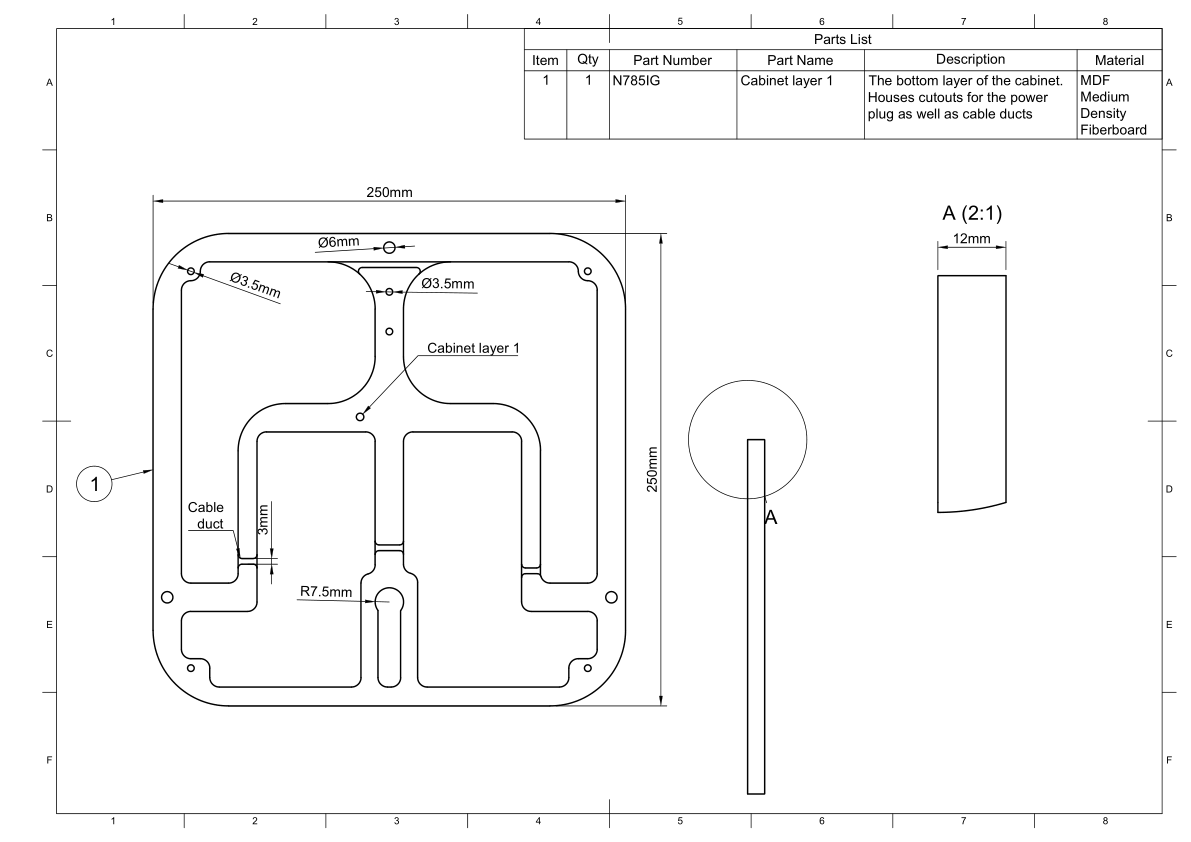 1 2 3 4 5 6 7 8
Parts List
Item Qty Part Number Part Name Description Material
1 1 N785IG Cabinet layer 1 The bottom layer of the cabinet. MDF
Houses cutouts for the power Medium
plug as well as cable ducts Density
Fiberboard
A A
B B
C C
D D
E E
F F
250mm
Ø6mm
Ø3.5mm
Ø3.5mm
Cabinet layer 1
250mm
1
Cable
duct
3mm
R7.5mm
A
A (2:1)
12mm
1 2 3 4 5 6 7 8